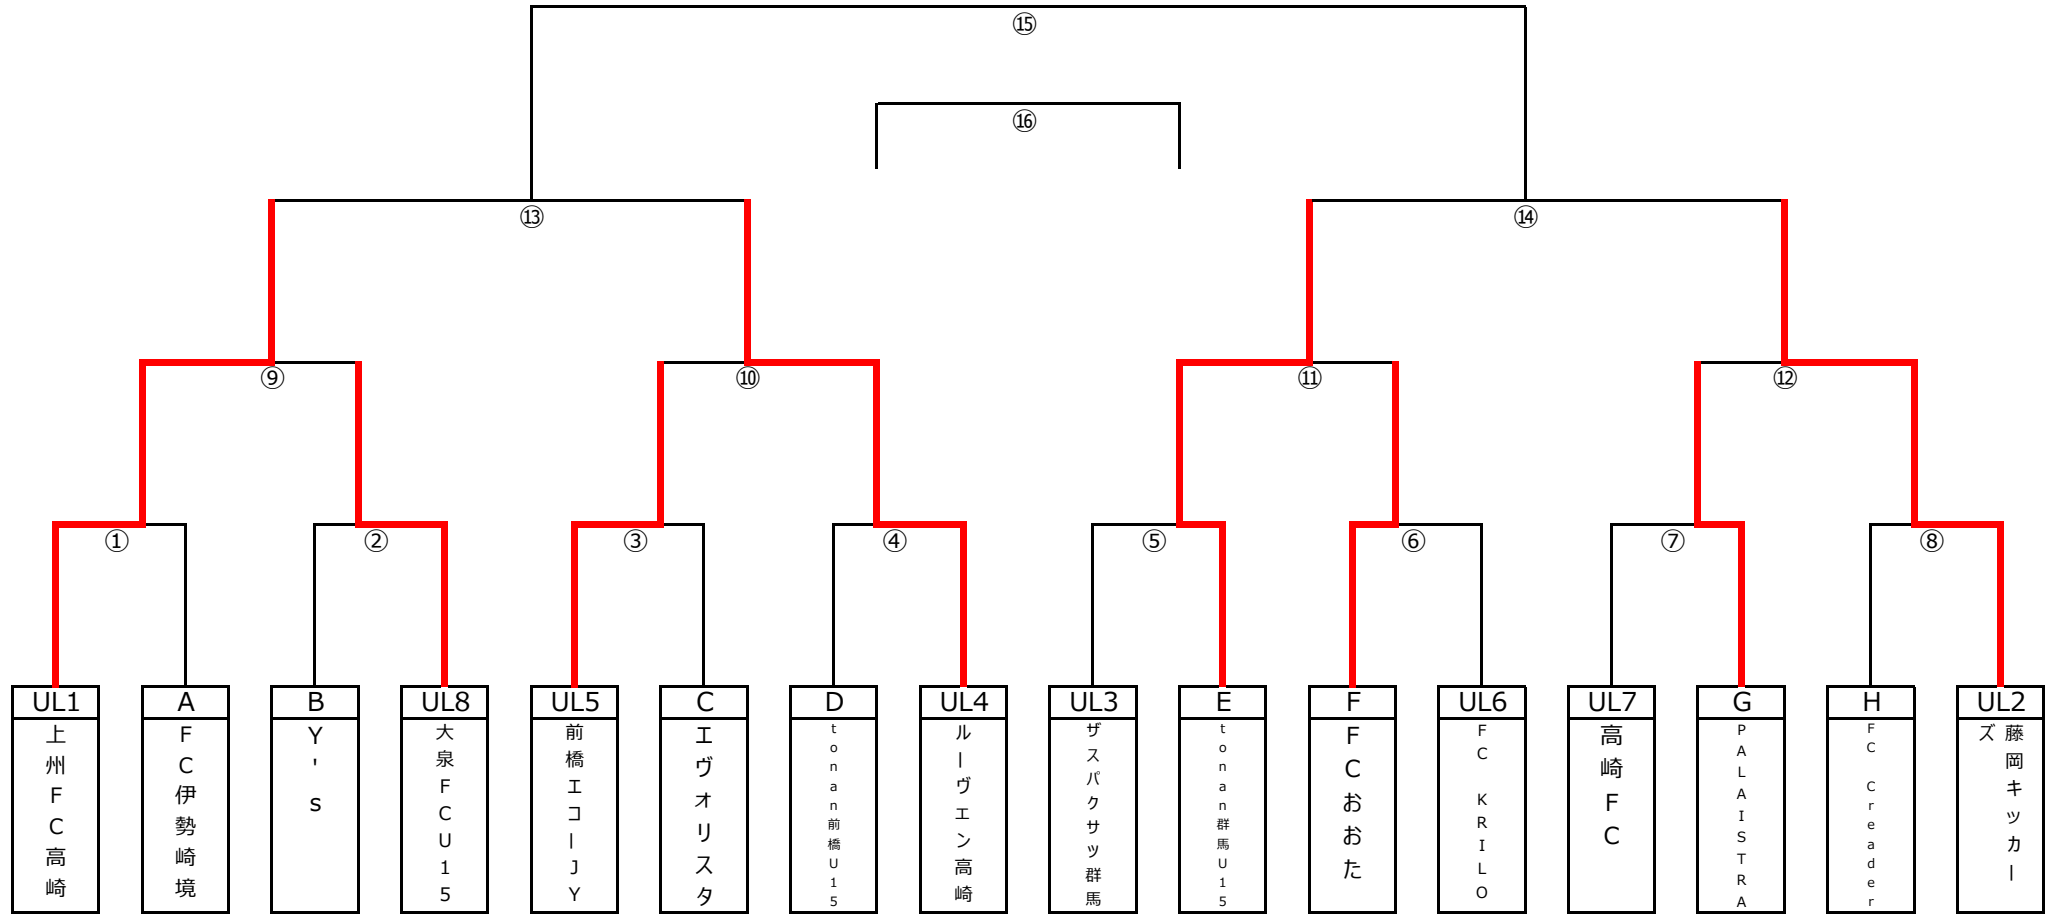 ⑮
⑯
⑬
⑭
⑨
⑩
⑪
⑫
①
②
③
④
⑤
⑥
⑦
⑧
UL1
A
B
UL8
UL5
C
D
UL4
UL3
E
F
UL6
UL7
G
H
UL2
上州FC高崎
FC伊勢崎境
Y's
大泉FCU15
前橋エコーJY
エヴォリスタ
tonan前橋U15
ルーヴェン高崎
ザスパクサツ群馬
tonan群馬U15
FCおおた
FC KRILO
高崎FC
PALAISTRA
FC Creader
藤岡キッカー
ズ